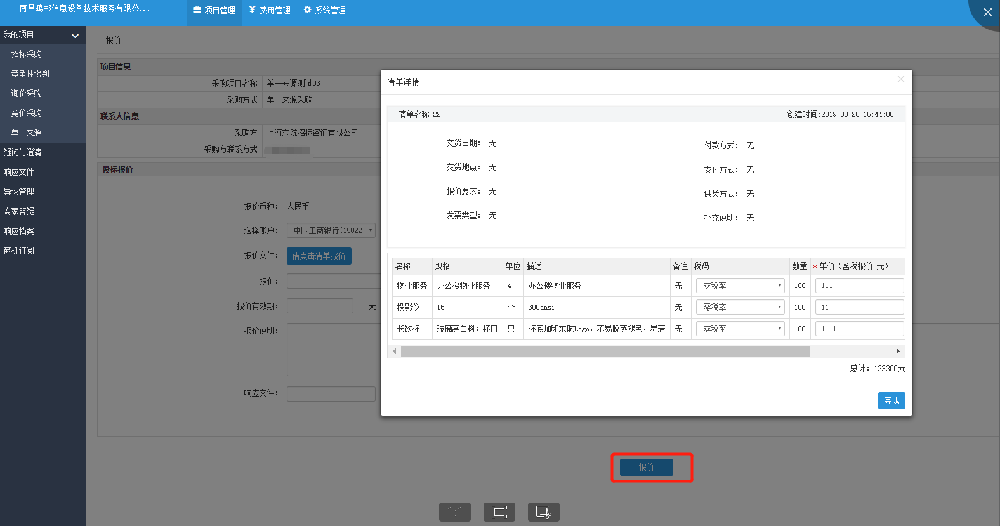 南昌鸿邮信息设备技术服务有限公...
项目管理
费用管理
系统管理
我的项目
招标采购
竞争性谈判
询价采购
竞价采购
单一来源
疑问与澄清
响应文件
异议管理
专家答疑
响应档案
商机订阅
报价
项目信息
采购项目名称 单一来源测试03
采购方式 单一来源采购
联系人信息
采购方 上海东航招标咨询有限公司
采购方联系方式
投标报价
报价币种： 人民币
选择账户： 中国工商银行(15022
报价文件： 请点击清单报价
报价：
报价有效期： 天
报价说明：
响应文件：
报价
清单详情
清单名称:22 创建时间:2019-03-25 15:44:08
交货日期： 无
付款方式： 无
交货地点： 无
支付方式： 无
报价要求： 无
供货方式： 无
发票类型： 无
补充说明： 无
名称 规格 单位 描述 备注 税码 数量 * 单价（含税报价 元）
物业服务 办公楼物业服务 4 办公楼物业服务 无 零税率 100 111
投影仪 15 个 300ansi 无 零税率 100 11
长饮杯 玻璃高白料；杯口 只 杯底加印东航Logo，不易脱落褪色，易清 无 零税率 100 1111
总计：123300元
完成
1:1